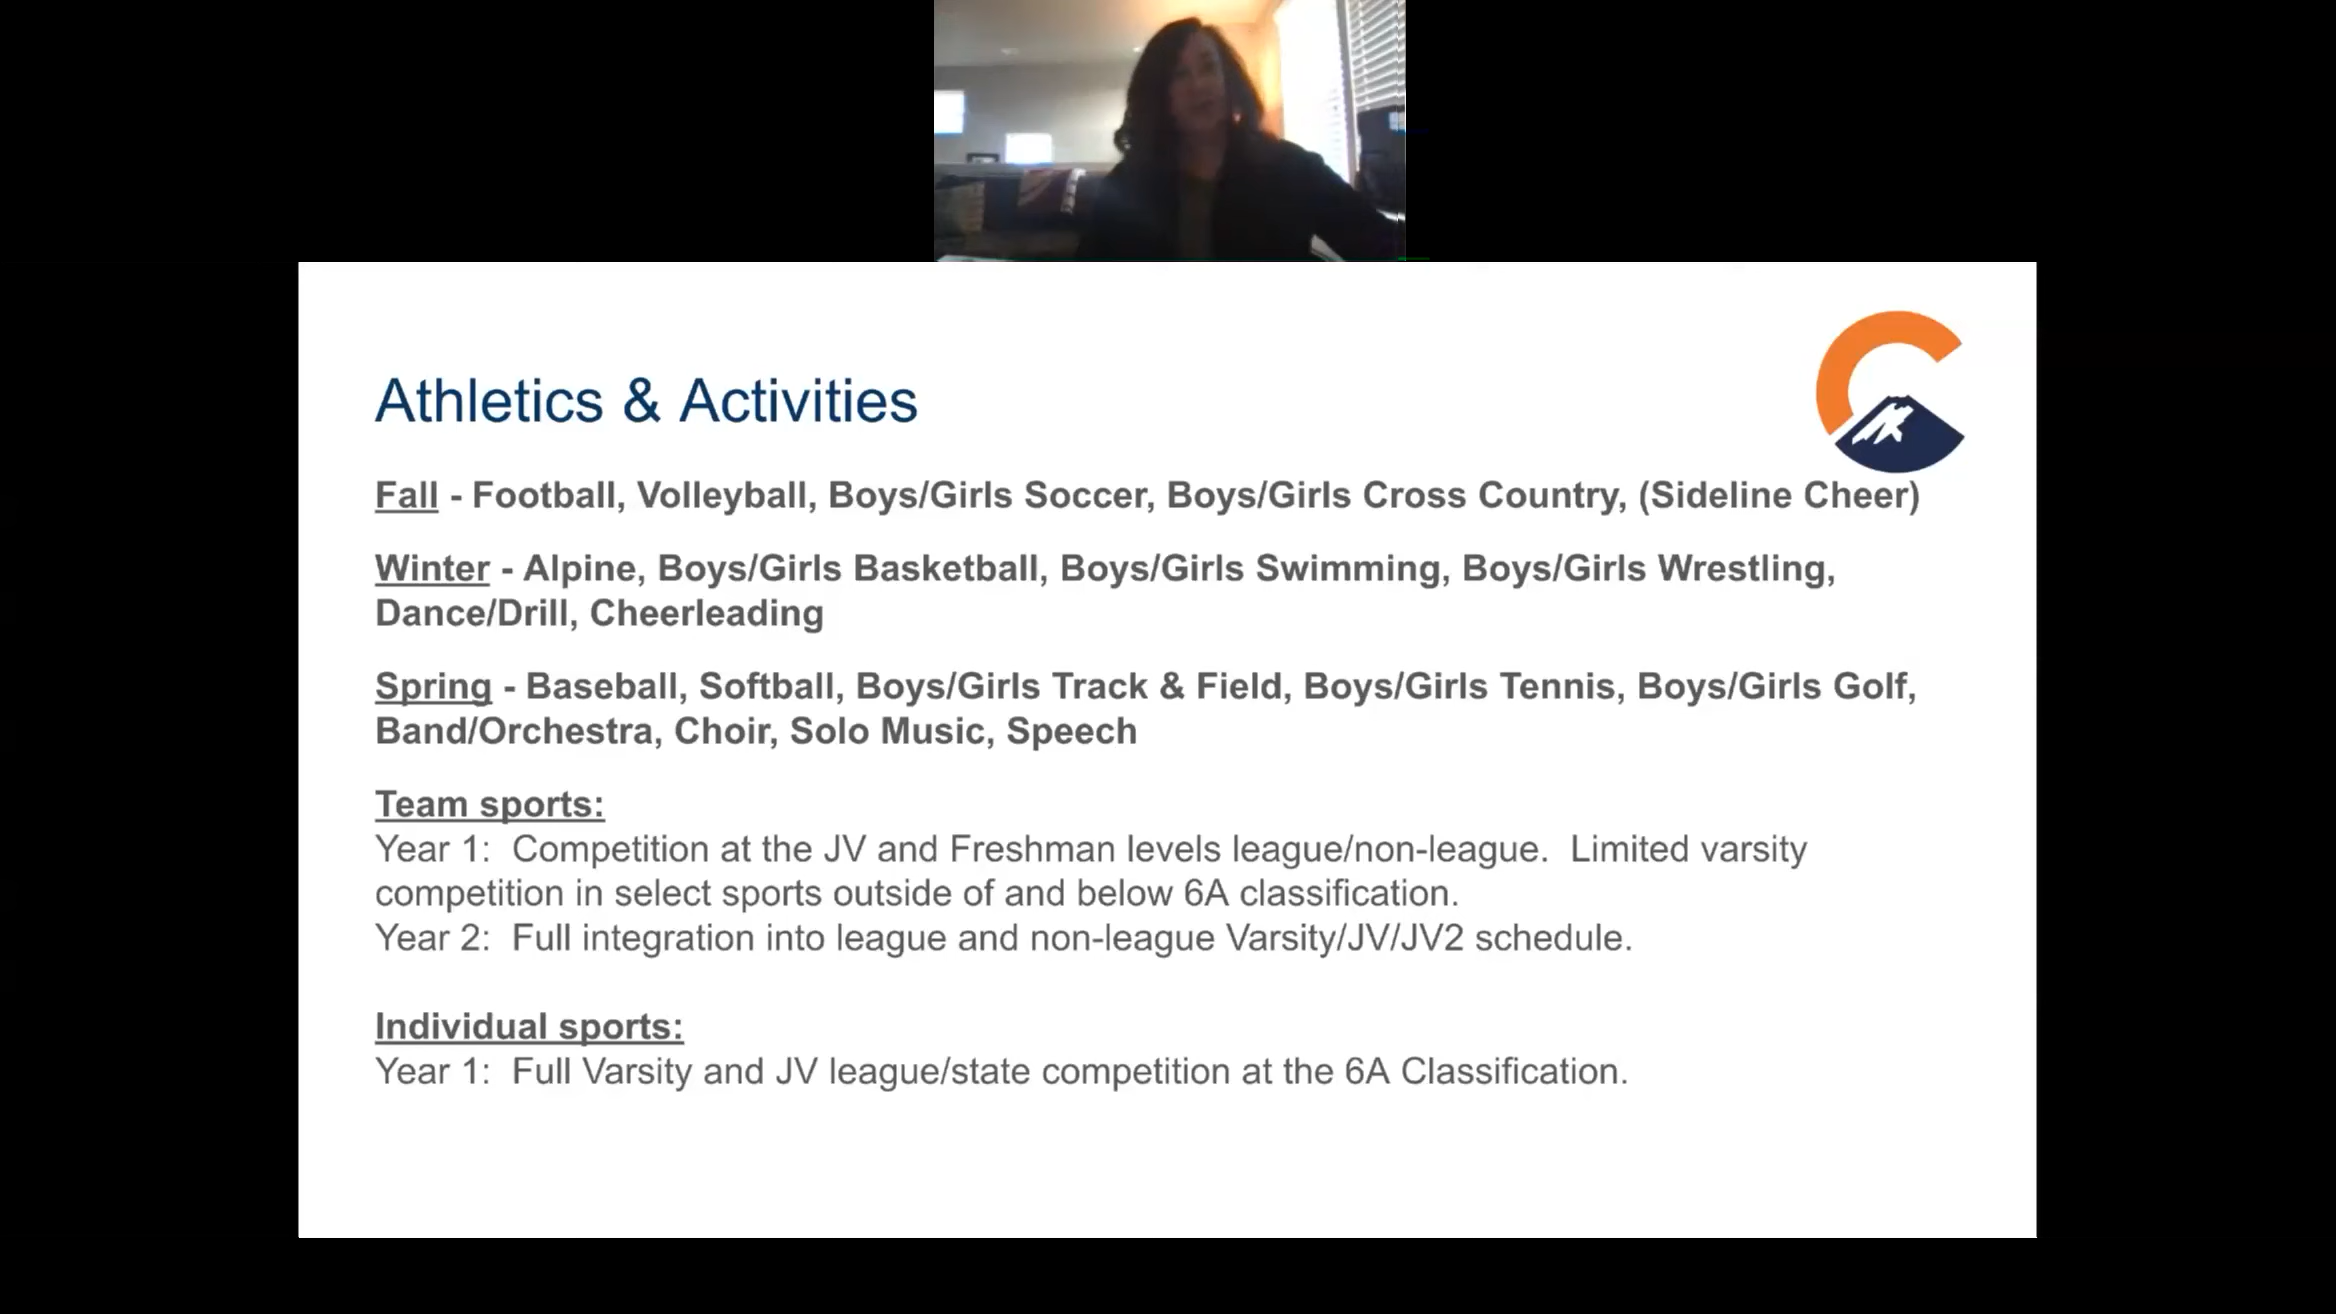 Athletics & Activities
Fall - Football, Volleyball, Boys/Girls Soccer, Boys/Girls Cross Country, (Sideline Cheer)
Winter - Alpine, Boys/Girls Basketball, Boys/Girls Swimming, Boys/Girls Wrestling,
Dance/Drill, Cheerleading
Spring - Baseball, Softball, Boys/Girls Track & Field, Boys/Girls Tennis, Boys/Girls Golf,
Band/Orchestra, Choir, Solo Music, Speech
Team sports:
Year 1:  Competition at the JV and Freshman levels league/non-league.  Limited varsity
competition in select sports outside of and below 6A classification.
Year 2:  Full integration into league and non-league Varsity/JV/JV2 schedule.
Individual sports:
Year 1:  Full Varsity and JV league/state competition at the 6A Classification.